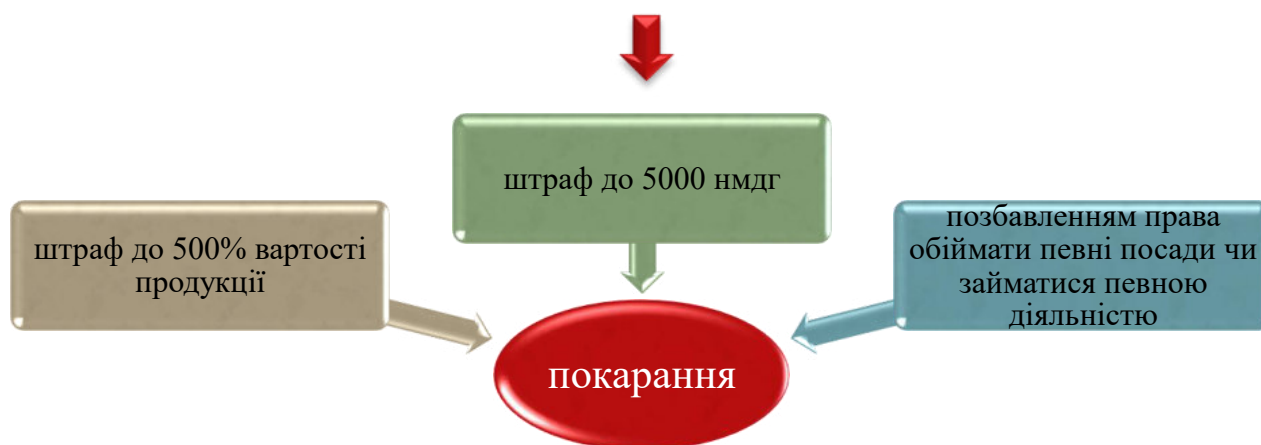 штраф до 5000 нмдг
штраф до 500% вартості
продукції
позбавленням права
обіймати певні посади чи
займатися певною
діяльністю
покарання